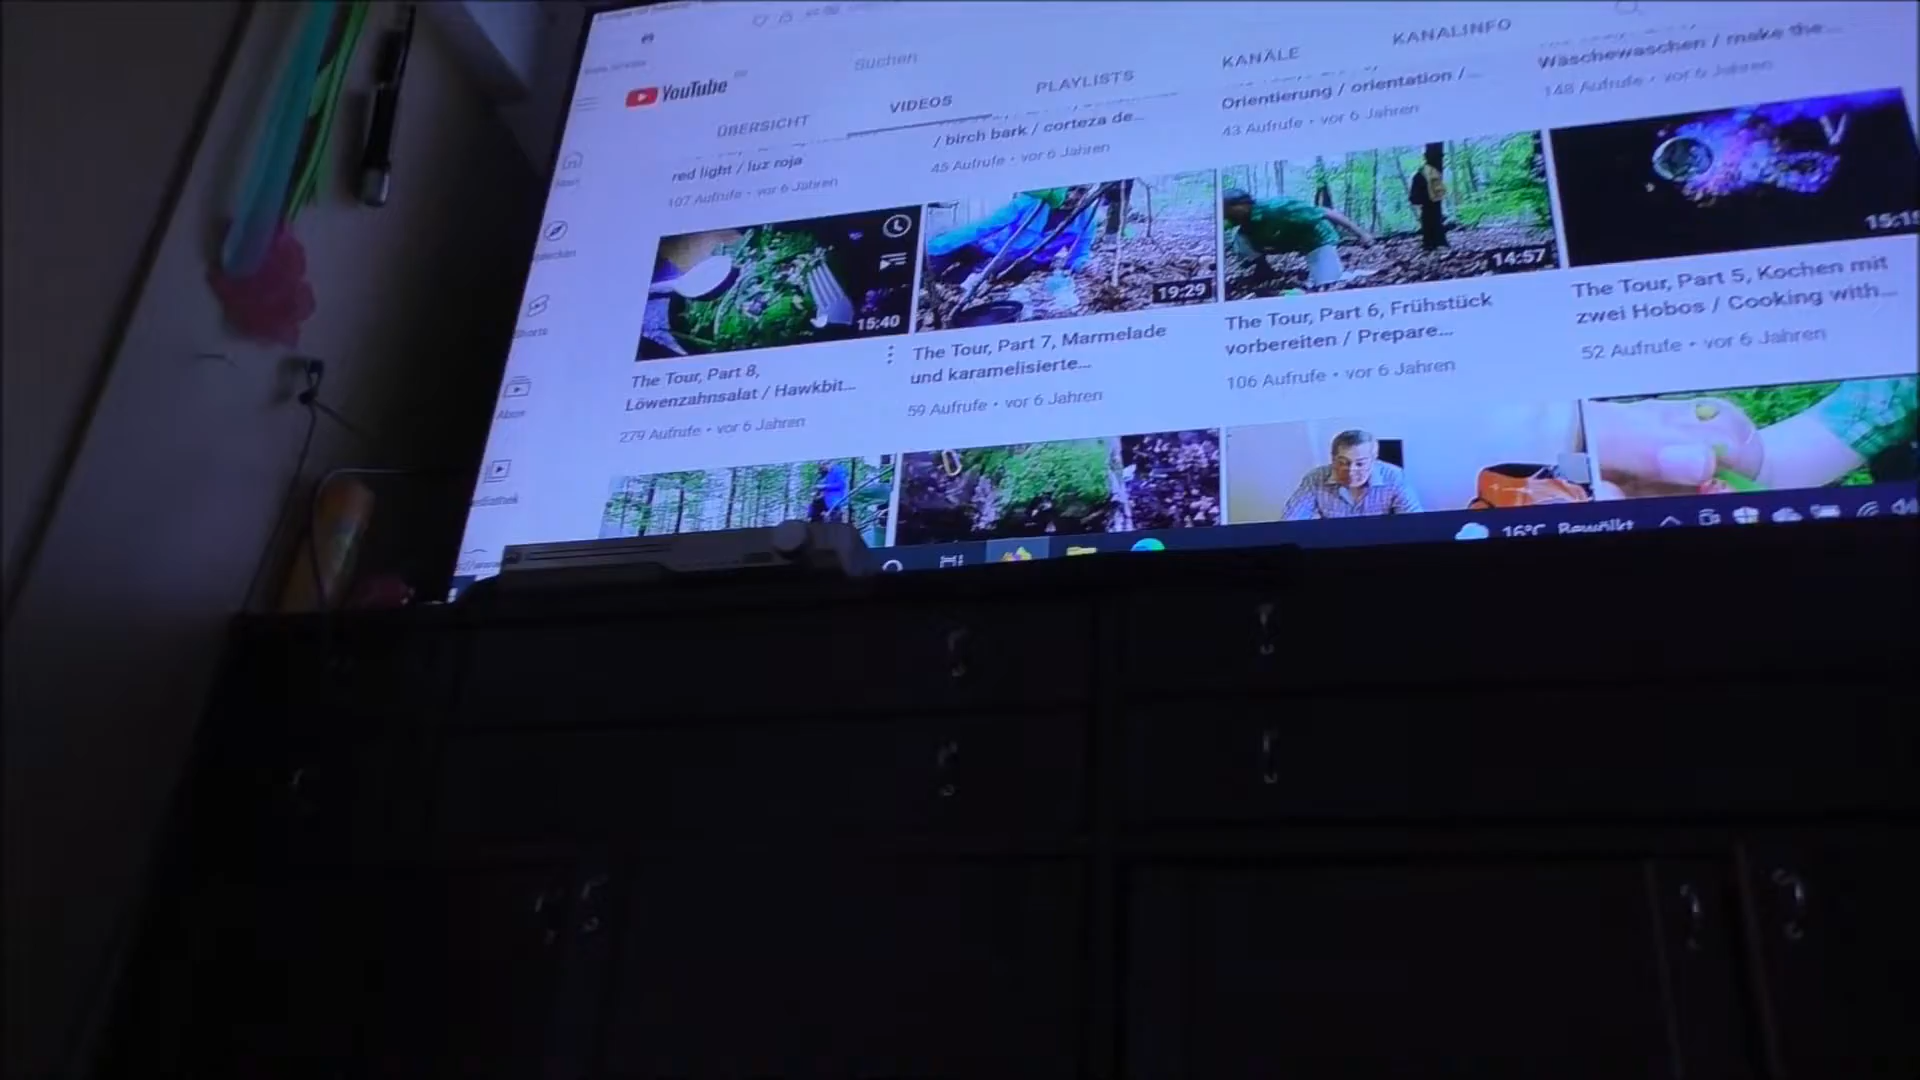 YouTube DE
Suchen
ÜBERSICHT
VIDEOS
PLAYLISTS
KANÄLE
KANALINFO
red light / luz roja
107 Aufrufe • vor 6 Jahren
/ birch bark / corteza de...
45 Aufrufe • vor 6 Jahren
Orientierung / orientation /...
43 Aufrufe • vor 6 Jahren
Wäschewaschen / make the...
148 Aufrufe • vor 6 Jahren
15:40
19:29
14:57
15:15
The Tour, Part 8,
Löwenzahnsalat / Hawkbit...
279 Aufrufe • vor 6 Jahren
The Tour, Part 7, Marmelade
und karamelisierte...
59 Aufrufe • vor 6 Jahren
The Tour, Part 6, Frühstück
vorbereiten / Prepare...
106 Aufrufe • vor 6 Jahren
The Tour, Part 5, Kochen mit
zwei Hobos / Cooking with...
52 Aufrufe • vor 6 Jahren
Shorts
Abos
16°C Bewölkt